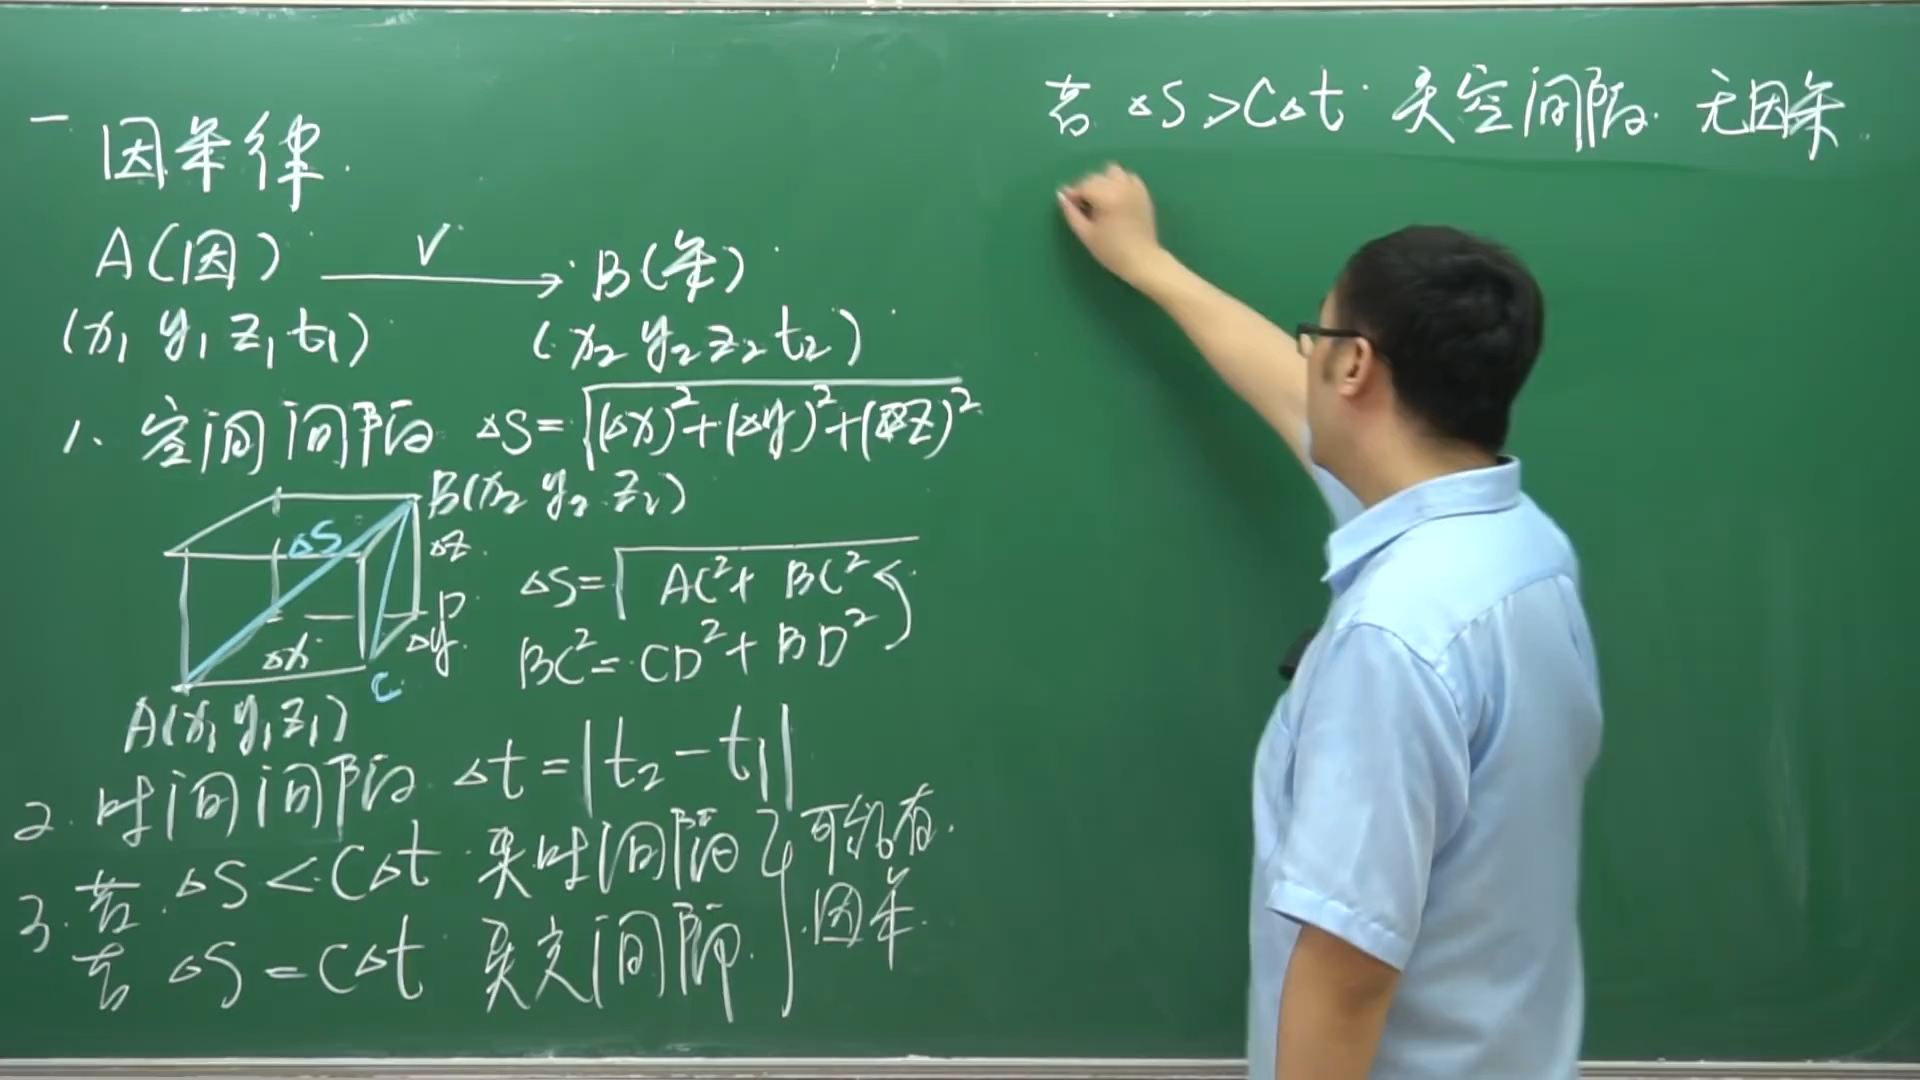 一 因果律.
A(因) V B(果)
(x₁ y₁ z₁ t₁) (x₂ y₂ z₂ t₂)
1. 空间间隔 ΔS=√(Δx)²+(Δy)²+(ΔZ)²
B(x₂ y₂ z₂)
ΔS
Δz
D
Δx Δy
C
A(x₁ y₁ z₁)
ΔS=√AC²+BC²
BC²=CD²+BD²
2. 时间间隔 Δt=|t₂-t₁|
3. 若 ΔS<CΔt 类时间隔
若 ΔS=CΔt 类光间隔
可能有
因果.
若 ΔS>CΔt 类空间隔. 无因果.